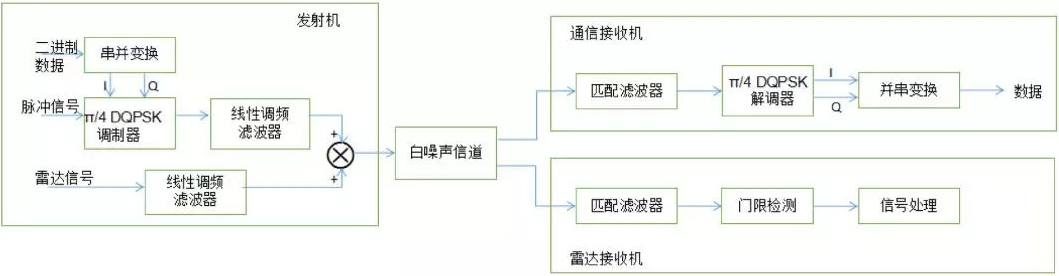 发射机
二进制
数据
串并变换
I
Q
脉冲信号
π/4 DQPSK
调制器
线性调频
滤波器
+
+
雷达信号
线性调频
滤波器
白噪声信道
通信接收机
匹配滤波器
π/4 DQPSK
解调器
I
Q
并串变换
数据
匹配滤波器
门限检测
信号处理
雷达接收机